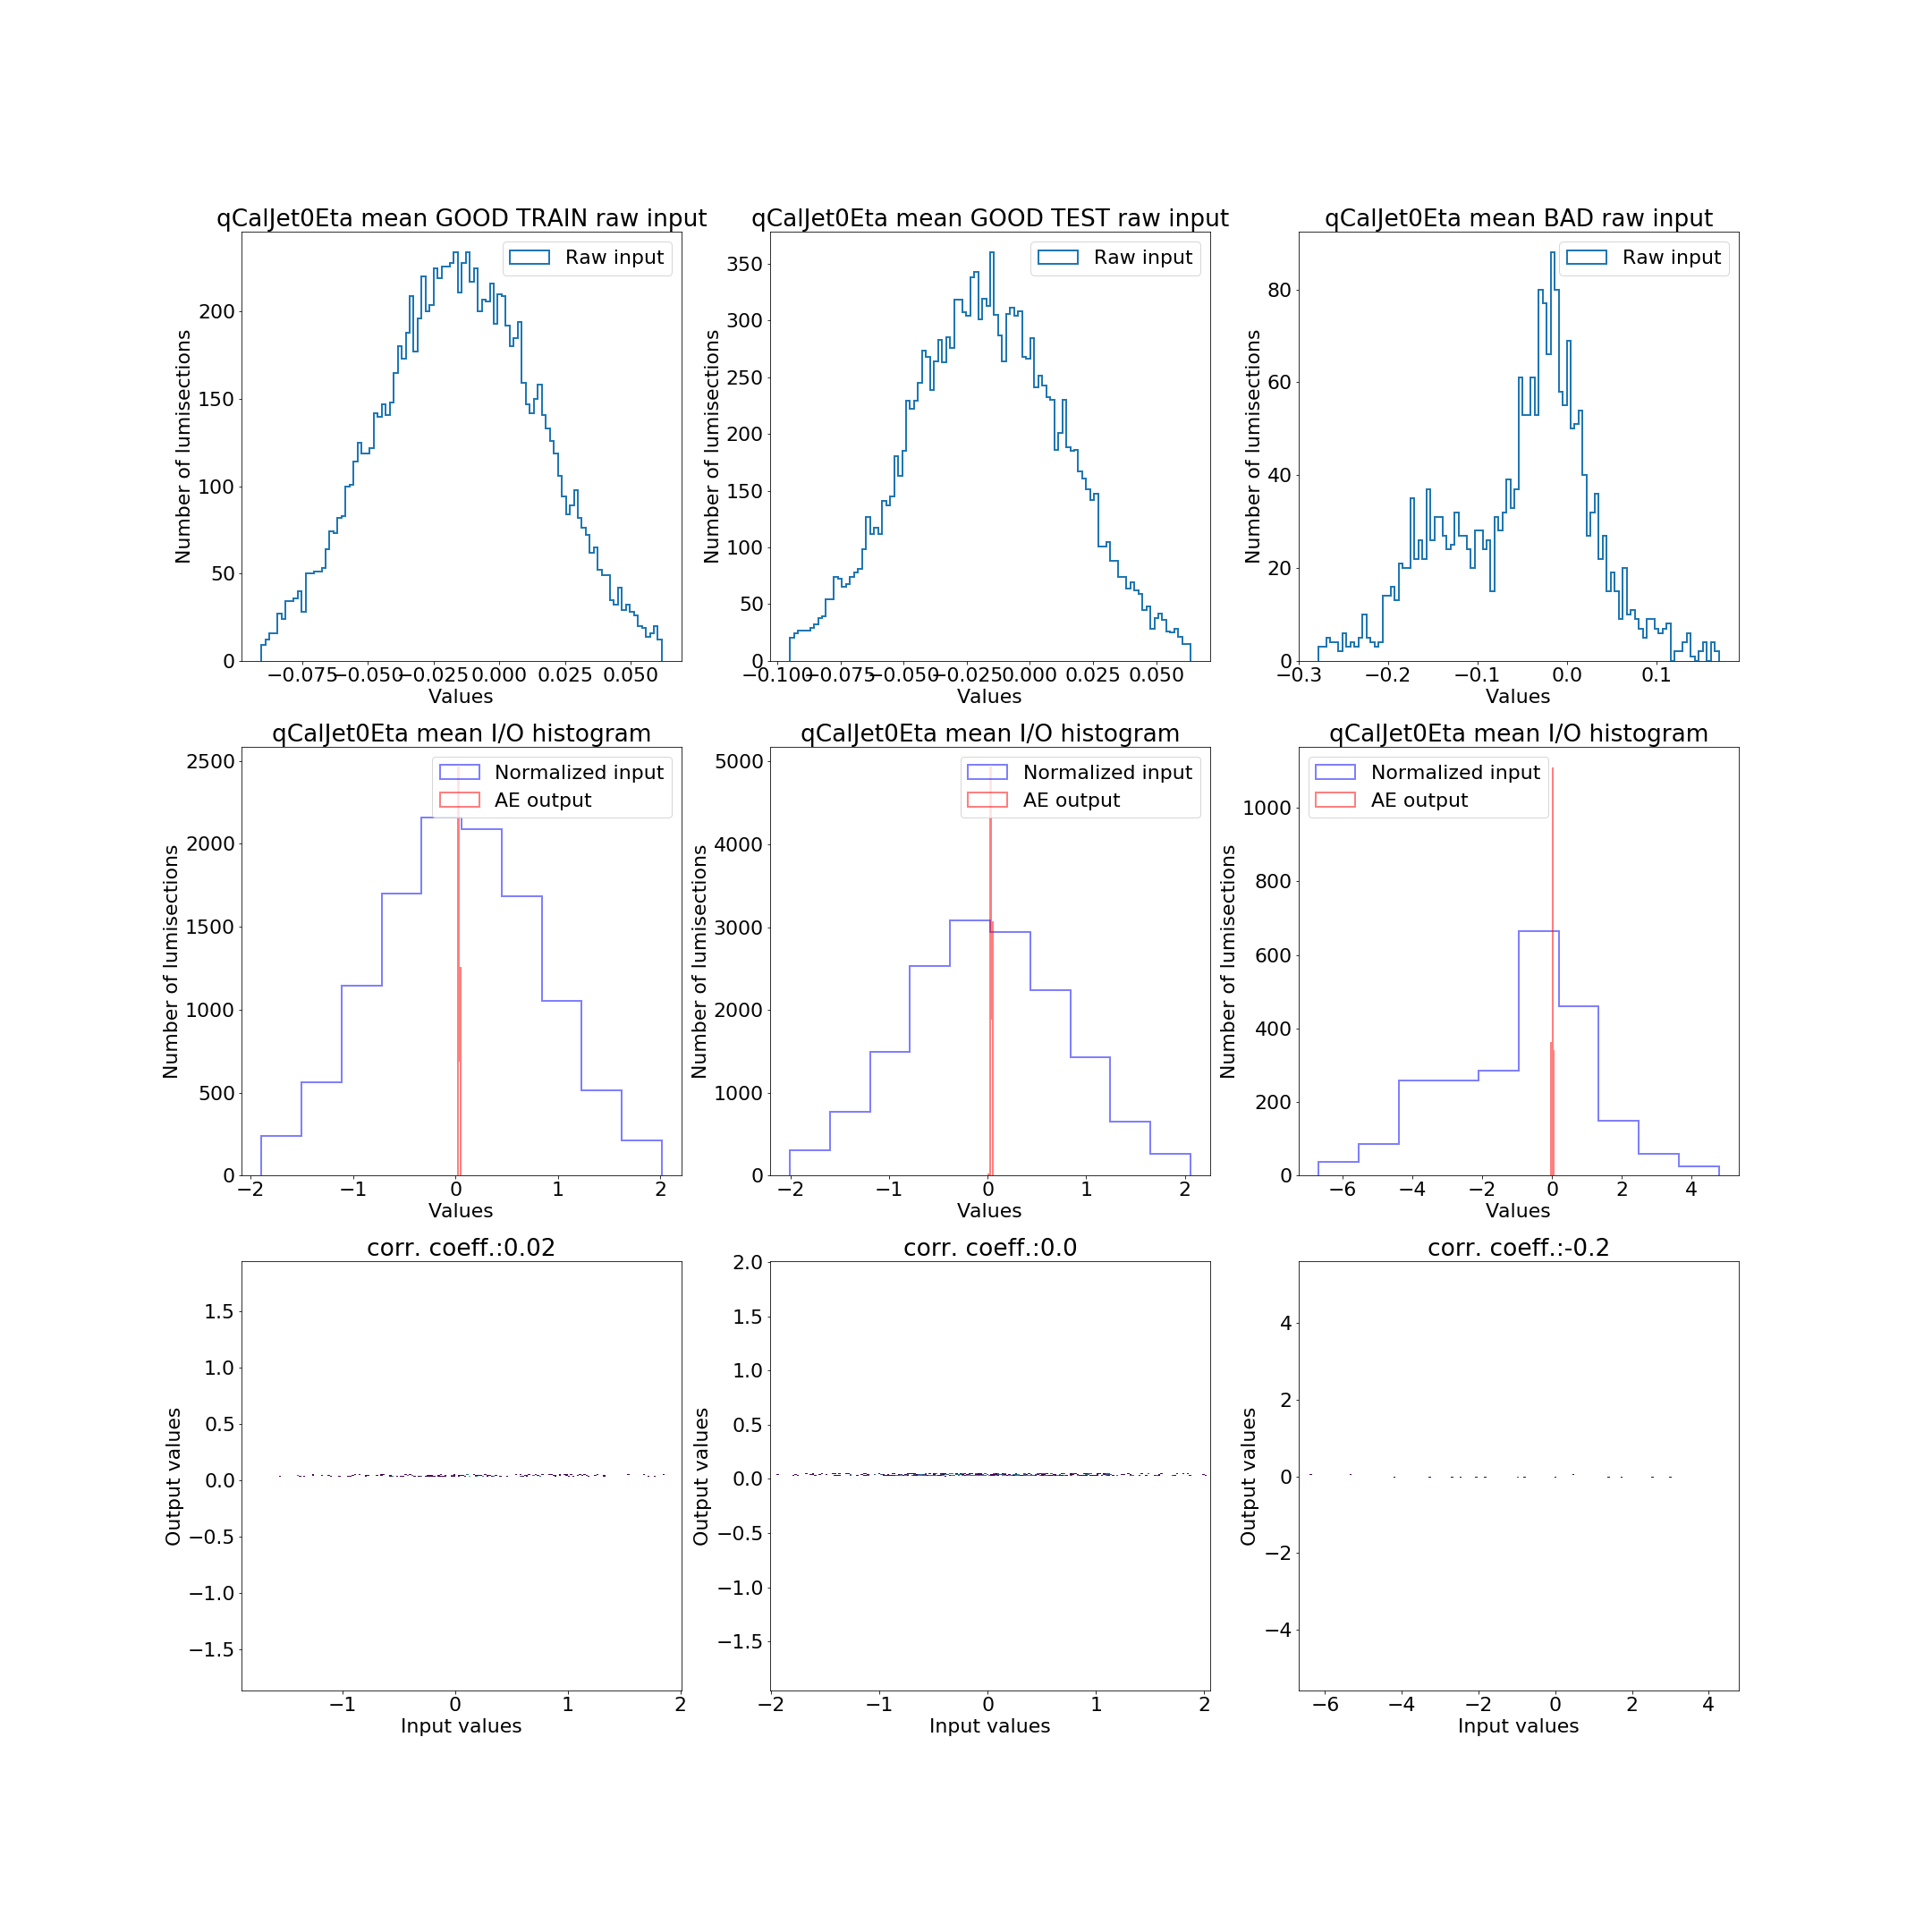 qCalJet0Eta mean GOOD TRAIN raw input
Raw input
Number of lumisections
200
150
100
50
0
−0.075 −0.050 −0.025 0.000 0.025 0.050
Values
qCalJet0Eta mean GOOD TEST raw input
Raw input
Number of lumisections
350
300
250
200
150
100
50
0
−0.100 −0.075 −0.050 −0.025 0.000 0.025 0.050
Values
qCalJet0Eta mean BAD raw input
Raw input
Number of lumisections
80
60
40
20
0
−0.3 −0.2 −0.1 0.0 0.1
Values
qCalJet0Eta mean I/O histogram
Normalized input
AE output
Number of lumisections
2500
2000
1500
1000
500
0
−2 −1 0 1 2
Values
qCalJet0Eta mean I/O histogram
Normalized input
AE output
Number of lumisections
5000
4000
3000
2000
1000
0
−2 −1 0 1 2
Values
qCalJet0Eta mean I/O histogram
Normalized input
AE output
Number of lumisections
1000
800
600
400
200
0
−6 −4 −2 0 2 4
Values
corr. coeff.:0.02
Output values
1.5
1.0
0.5
0.0
−0.5
−1.0
−1.5
−1 0 1 2
Input values
corr. coeff.:0.0
Output values
2.0
1.5
1.0
0.5
0.0
−0.5
−1.0
−1.5
−2 −1 0 1 2
Input values
corr. coeff.:-0.2
Output values
4
2
0
−2
−4
−6 −4 −2 0 2 4
Input values